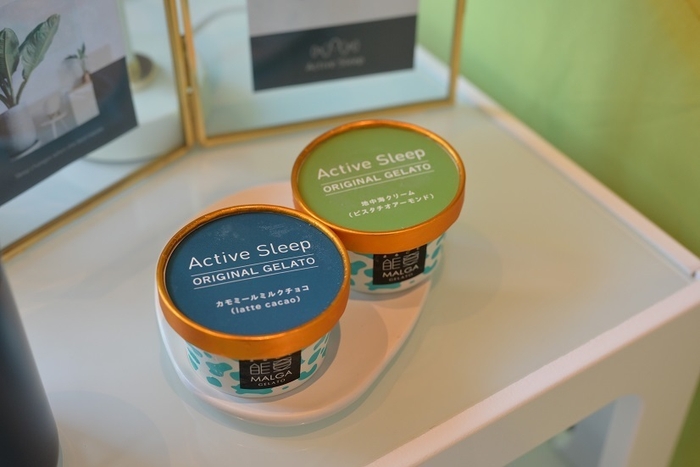 Active Sleep
Active Sleep
ORIGINAL GELATO
地中海クリーム
(ピスタチオアーモンド)
MALGA
GELATO
Active Sleep
ORIGINAL GELATO
カモミールミルクチョコ
(latte cacao)
能
MALGA
GELATO